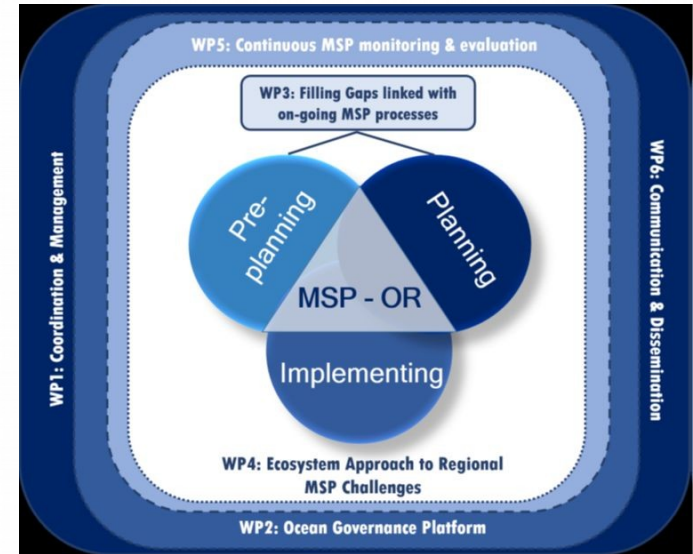 WP5: Continuous MSP monitoring & evaluation
WP3: Filling Gaps linked with
on-going MSP processes
WP1: Coordination & Management
WP6: Communication & Dissemination
Pre-
planning
Planning
MSP - OR
Implementing
WP4: Ecosystem Approach to Regional
MSP Challenges
WP2: Ocean Governance Platform